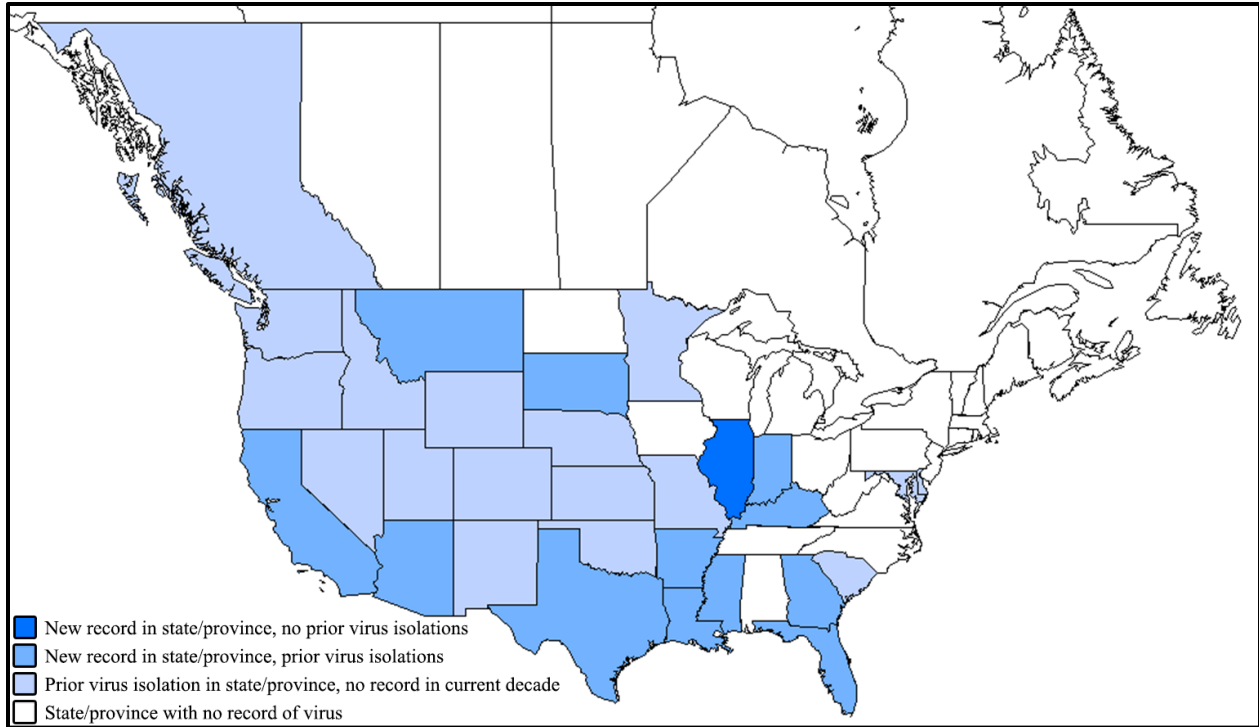 New record in state/province, no prior virus isolations
New record in state/province, prior virus isolations
Prior virus isolation in state/province, no record in current decade
State/province with no record of virus